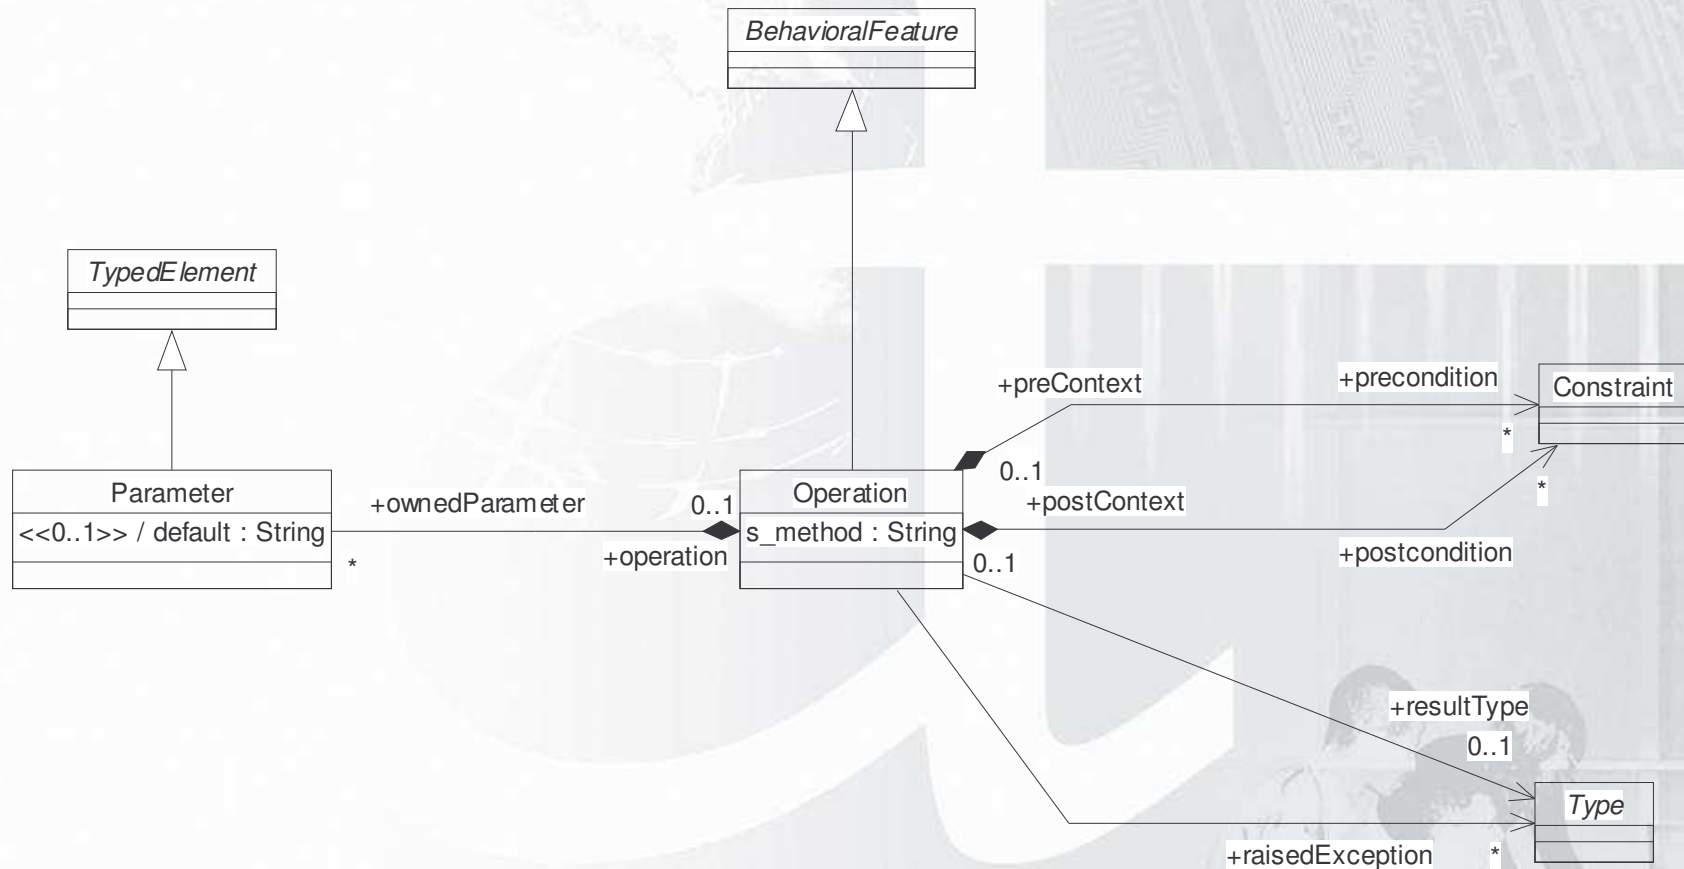 BehavioralFeature
TypedElement
+preContext
+precondition
Constraint
*
0..1
Parameter
<<0..1>> / default : String
+ownedParameter
*
0..1
+operation
Operation
s_method : String
+postContext
0..1
*
+postcondition
+resultType
0..1
Type
+raisedException
*